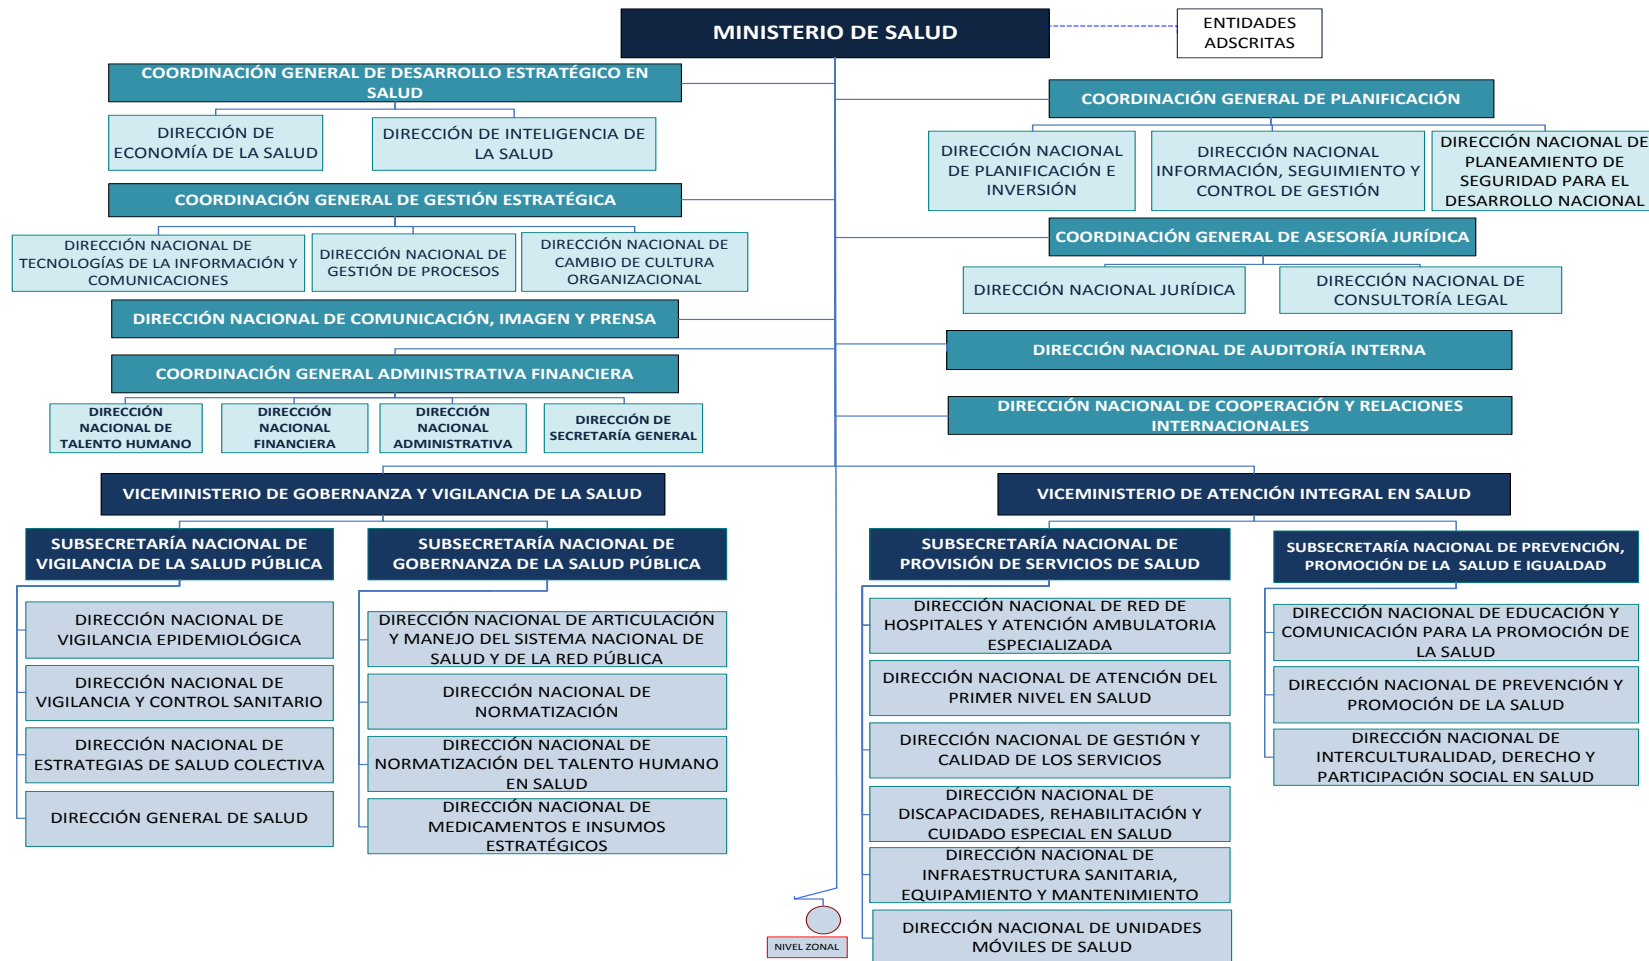 MINISTERIO DE SALUD
ENTIDADES
ADSCRITAS
COORDINACIÓN GENERAL DE DESARROLLO ESTRATÉGICO EN
SALUD
DIRECCIÓN DE
ECONOMÍA DE LA SALUD
DIRECCIÓN DE INTELIGENCIA DE
LA SALUD
COORDINACIÓN GENERAL DE PLANIFICACIÓN
DIRECCIÓN NACIONAL
DE PLANIFICACIÓN E
INVERSIÓN
DIRECCIÓN NACIONAL
INFORMACIÓN, SEGUIMIENTO Y
CONTROL DE GESTIÓN
DIRECCIÓN NACIONAL DE
PLANEAMIENTO DE
SEGURIDAD PARA EL
DESARROLLO NACIONAL
COORDINACIÓN GENERAL DE GESTIÓN ESTRATÉGICA
DIRECCIÓN NACIONAL DE
TECNOLOGÍAS DE LA INFORMACIÓN Y
COMUNICACIONES
DIRECCIÓN NACIONAL DE
GESTIÓN DE PROCESOS
DIRECCIÓN NACIONAL DE
CAMBIO DE CULTURA
ORGANIZACIONAL
COORDINACIÓN GENERAL DE ASESORÍA JURÍDICA
DIRECCIÓN NACIONAL JURÍDICA
DIRECCIÓN NACIONAL DE
CONSULTORÍA LEGAL
DIRECCIÓN NACIONAL DE COMUNICACIÓN, IMAGEN Y PRENSA
DIRECCIÓN NACIONAL DE AUDITORÍA INTERNA
COORDINACIÓN GENERAL ADMINISTRATIVA FINANCIERA
DIRECCIÓN
NACIONAL DE
TALENTO HUMANO
DIRECCIÓN
NACIONAL
FINANCIERA
DIRECCIÓN
NACIONAL
ADMINISTRATIVA
DIRECCIÓN DE
SECRETARÍA GENERAL
DIRECCIÓN NACIONAL DE COOPERACIÓN Y RELACIONES
INTERNACIONALES
VICEMINISTERIO DE GOBERNANZA Y VIGILANCIA DE LA SALUD
VICEMINISTERIO DE ATENCIÓN INTEGRAL EN SALUD
SUBSECRETARÍA NACIONAL DE
VIGILANCIA DE LA SALUD PÚBLICA
DIRECCIÓN NACIONAL DE
VIGILANCIA EPIDEMIOLÓGICA
DIRECCIÓN NACIONAL DE
VIGILANCIA Y CONTROL SANITARIO
DIRECCIÓN NACIONAL DE
ESTRATEGIAS DE SALUD COLECTIVA
DIRECCIÓN GENERAL DE SALUD
SUBSECRETARÍA NACIONAL DE
GOBERNANZA DE LA SALUD PÚBLICA
DIRECCIÓN NACIONAL DE ARTICULACIÓN
Y MANEJO DEL SISTEMA NACIONAL DE
SALUD Y DE LA RED PÚBLICA
DIRECCIÓN NACIONAL DE
NORMATIZACIÓN
DIRECCIÓN NACIONAL DE
NORMATIZACIÓN DEL TALENTO HUMANO
EN SALUD
DIRECCIÓN NACIONAL DE
MEDICAMENTOS E INSUMOS
ESTRATÉGICOS
SUBSECRETARÍA NACIONAL DE
PROVISIÓN DE SERVICIOS DE SALUD
DIRECCIÓN NACIONAL DE RED DE
HOSPITALES Y ATENCIÓN AMBULATORIA
ESPECIALIZADA
DIRECCIÓN NACIONAL DE ATENCIÓN DEL
PRIMER NIVEL EN SALUD
DIRECCIÓN NACIONAL DE GESTIÓN Y
CALIDAD DE LOS SERVICIOS
DIRECCIÓN NACIONAL DE
DISCAPACIDADES, REHABILITACIÓN Y
CUIDADO ESPECIAL EN SALUD
DIRECCIÓN NACIONAL DE
INFRAESTRUCTURA SANITARIA,
EQUIPAMIENTO Y MANTENIMIENTO
DIRECCIÓN NACIONAL DE UNIDADES
MÓVILES DE SALUD
SUBSECRETARÍA NACIONAL DE PREVENCIÓN,
PROMOCIÓN DE LA SALUD E IGUALDAD
DIRECCIÓN NACIONAL DE EDUCACIÓN Y
COMUNICACIÓN PARA LA PROMOCIÓN DE
LA SALUD
DIRECCIÓN NACIONAL DE PREVENCIÓN Y
PROMOCIÓN DE LA SALUD
DIRECCIÓN NACIONAL DE
INTERCULTURALIDAD, DERECHO Y
PARTICIPACIÓN SOCIAL EN SALUD
NIVEL ZONAL